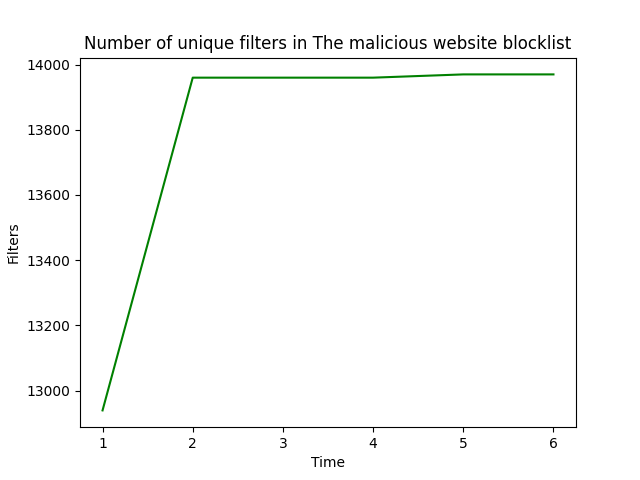 Number of unique filters in The malicious website blocklist
14000
13800
13600
13400
13200
13000
Filters
1 2 3 4 5 6
Time